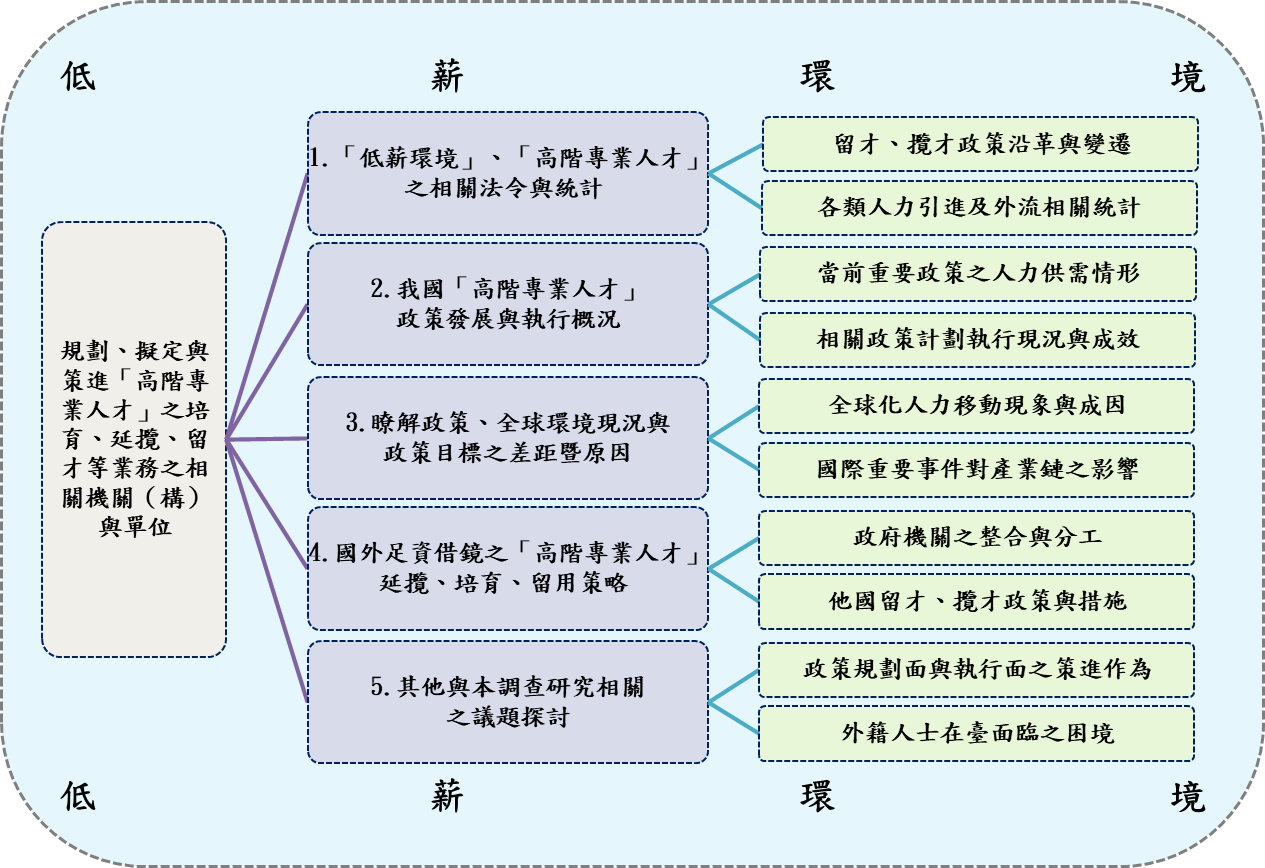 低 薪 環 境
規劃、擬定與
策進「高階專
業人才」之培
育、延攬、留
才等業務之相
關機關（構）
與單位
1.「低薪環境」、「高階專業人才」
之相關法令與統計
留才、攬才政策沿革與變遷
各類人力引進及外流相關統計
2.我國「高階專業人才」
政策發展與執行概況
當前重要政策之人力供需情形
相關政策計劃執行現況與成效
3.瞭解政策、全球環境現況與
政策目標之差距暨原因
全球化人力移動現象與成因
國際重要事件對產業鏈之影響
4.國外足資借鏡之「高階專業人才」
延攬、培育、留用策略
政府機關之整合與分工
他國留才、攬才政策與措施
5.其他與本調查研究相關
之議題探討
政策規劃面與執行面之策進作為
外籍人士在臺面臨之困境
低 薪 環 境